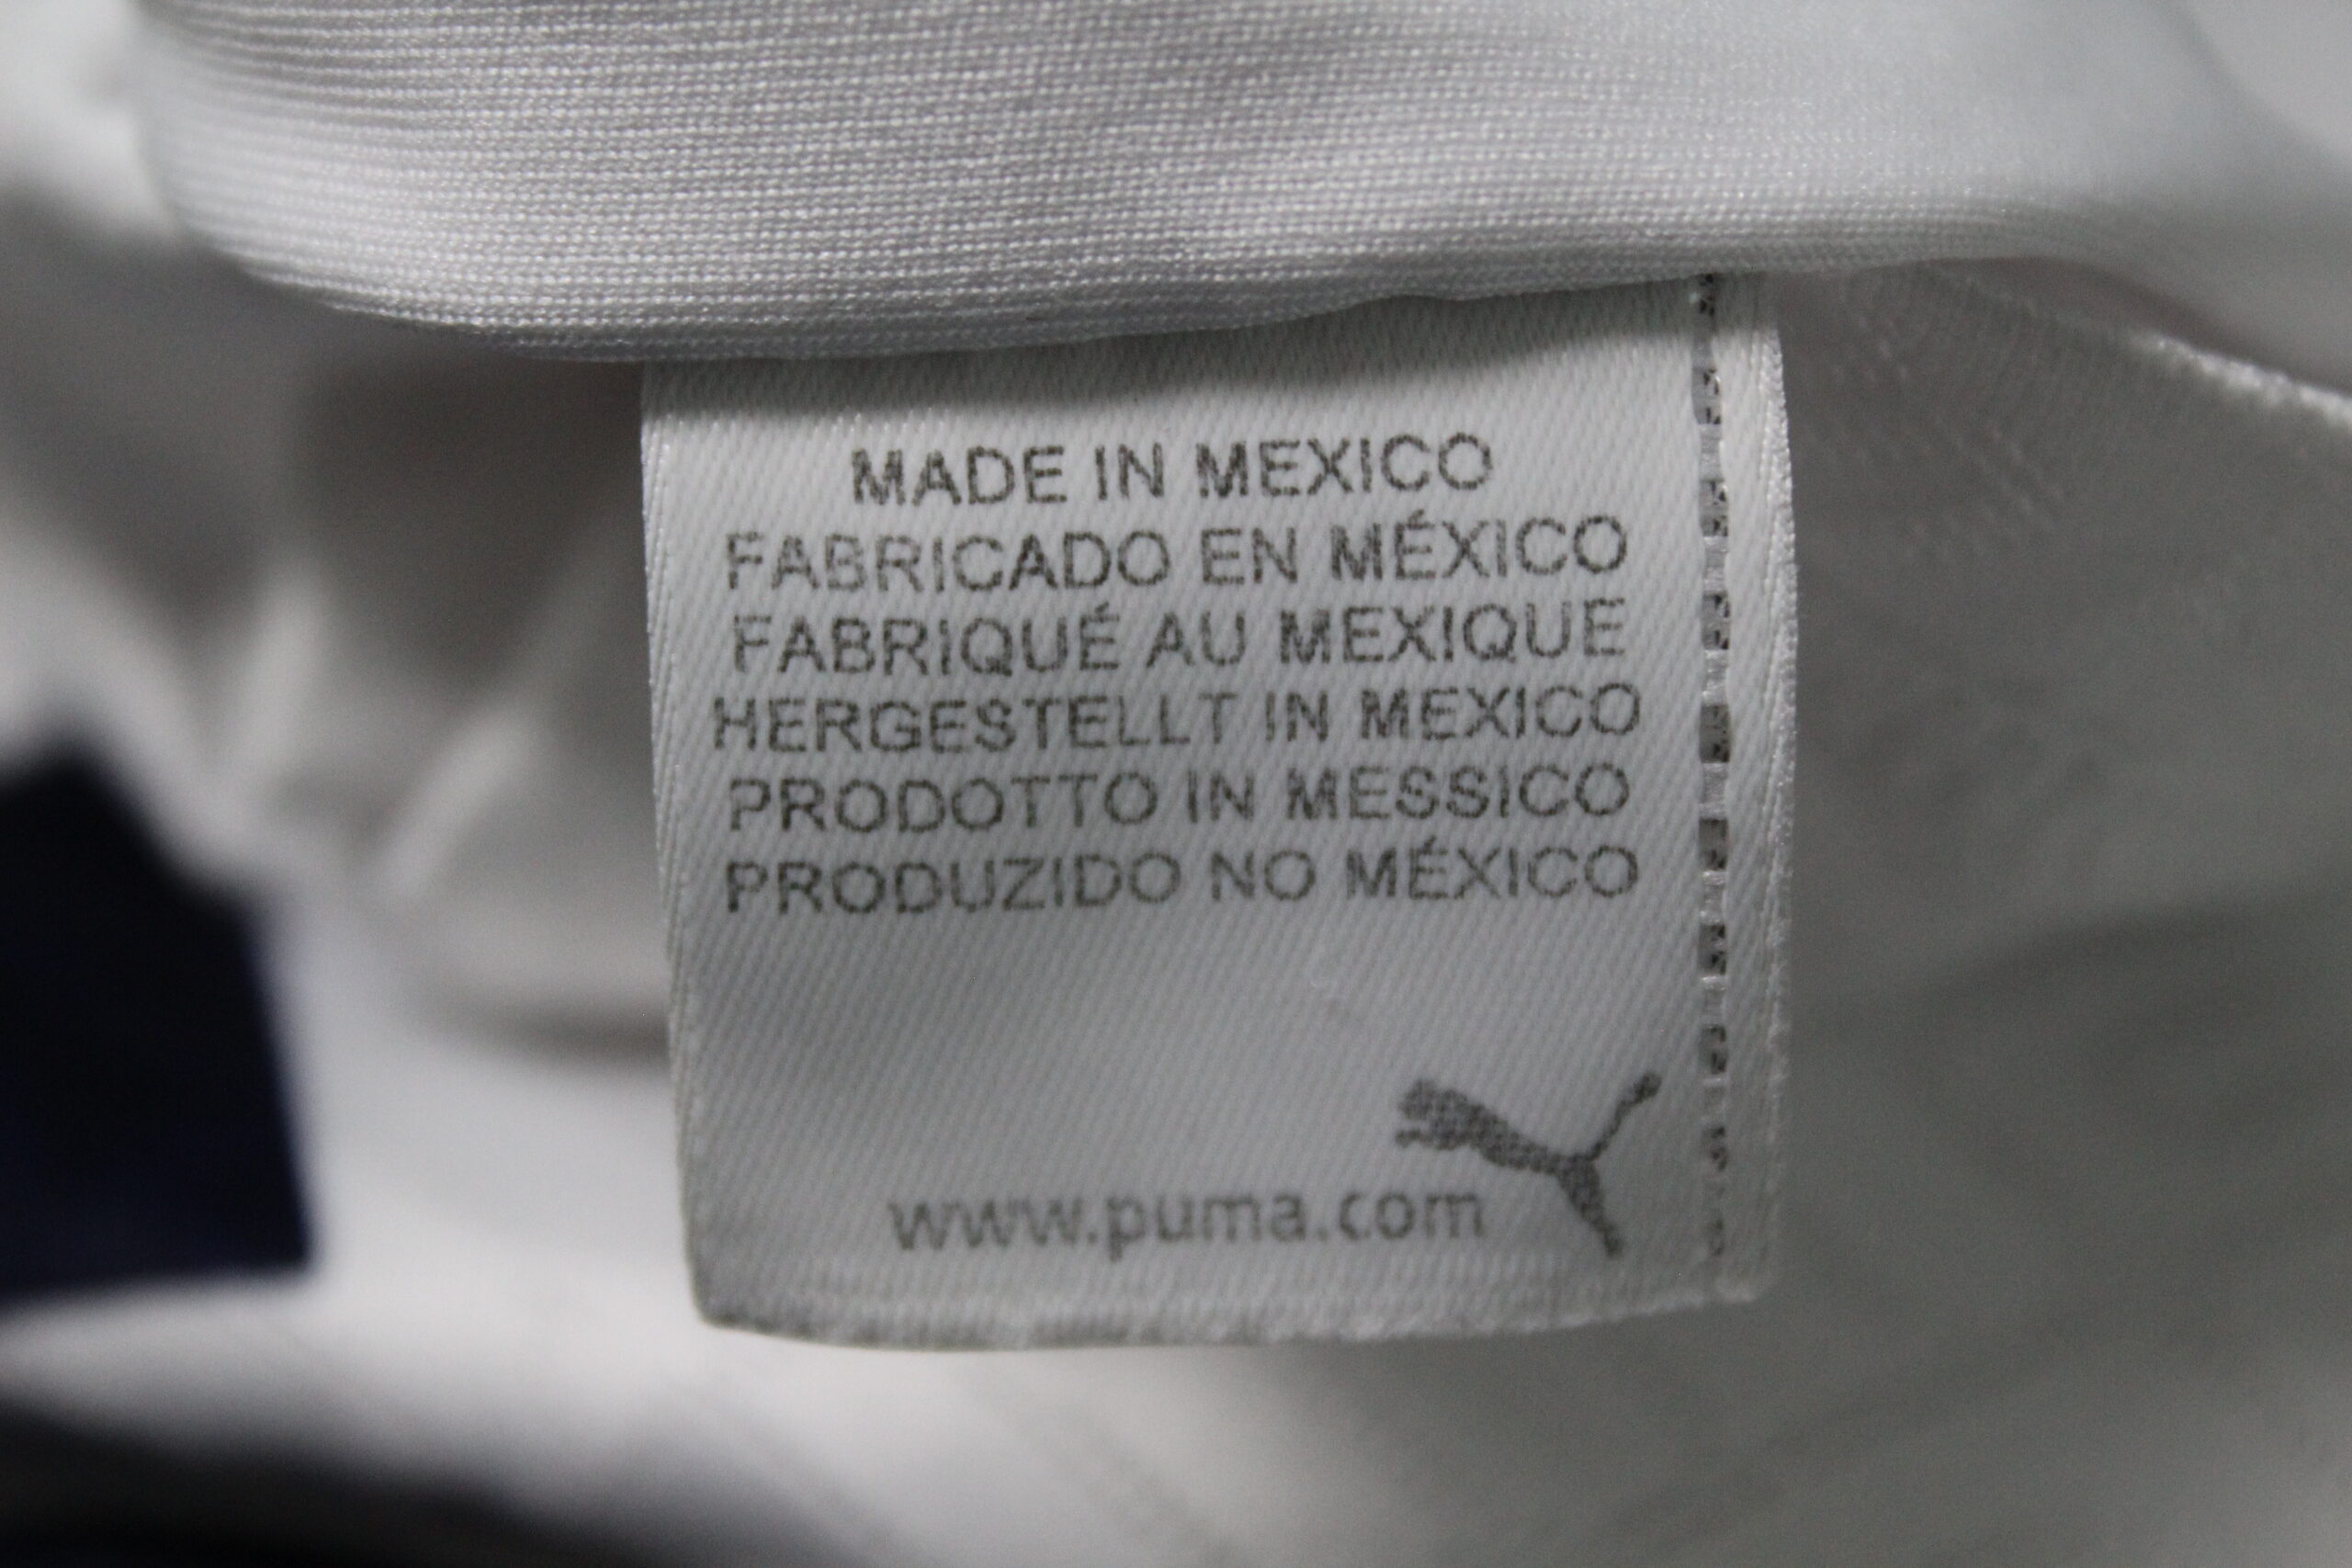 MADE IN MEXICO
FABRICADO EN MÉXICO
FABRIQUÉ AU MEXIQUE
HERGESTELLT IN MEXICO
PRODOTTO IN MESSICO
PRODUZIDO NO MÉXICO
www.puma.com